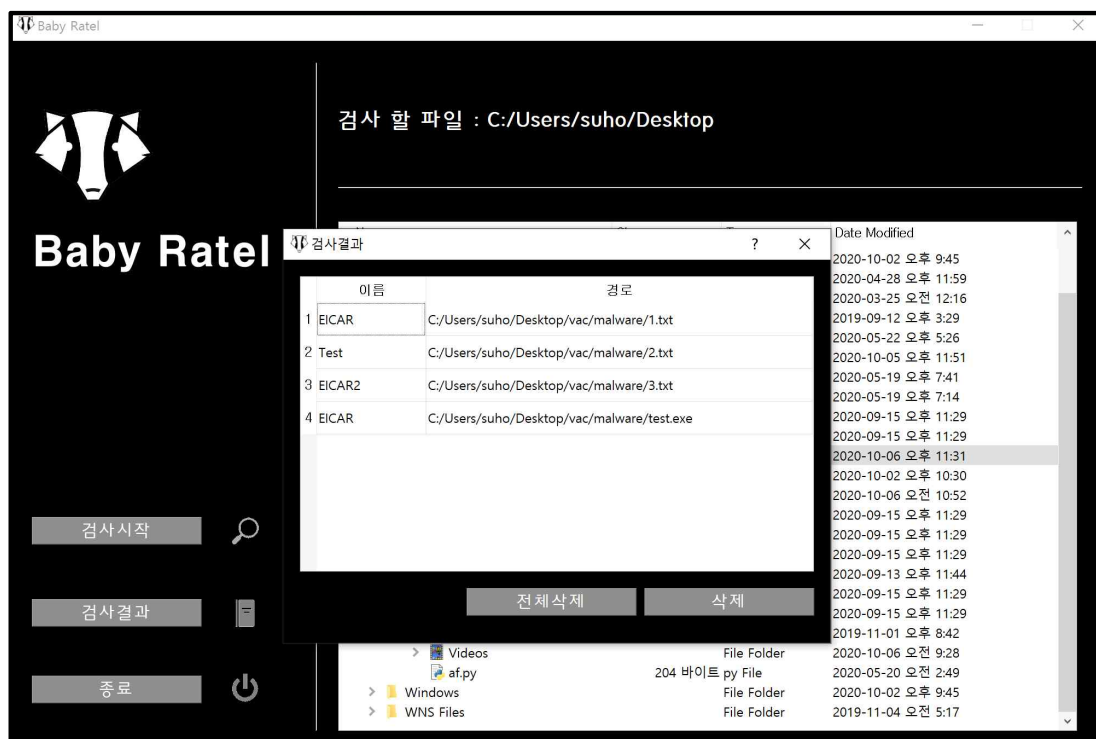 Baby Ratel
검사 할 파일 : C:/Users/suho/Desktop
Baby Ratel
검사결과
이름 경로
1 EICAR C:/Users/suho/Desktop/vac/malware/1.txt
2 Test C:/Users/suho/Desktop/vac/malware/2.txt
3 EICAR2 C:/Users/suho/Desktop/vac/malware/3.txt
4 EICAR C:/Users/suho/Desktop/vac/malware/test.exe
전체삭제 삭제
검사시작
검사결과
종료
Date Modified
2020-10-02 오후 9:45
2020-04-28 오후 11:59
2020-03-25 오전 12:16
2019-09-12 오후 3:29
2020-05-22 오후 5:26
2020-10-05 오후 11:51
2020-05-19 오후 7:41
2020-05-19 오후 7:14
2020-09-15 오후 11:29
2020-09-15 오후 11:29
2020-10-06 오후 11:31
2020-10-02 오후 10:30
2020-10-06 오전 10:52
2020-09-15 오후 11:29
2020-09-15 오후 11:29
2020-09-15 오후 11:29
2020-09-13 오후 11:44
2020-09-15 오후 11:29
2020-09-15 오후 11:29
2019-11-01 오후 8:42
Videos File Folder 2020-10-06 오전 9:28
af.py 204 바이트 py File 2020-05-20 오전 2:49
Windows File Folder 2020-10-02 오후 9:45
WNS Files File Folder 2019-11-04 오전 5:17